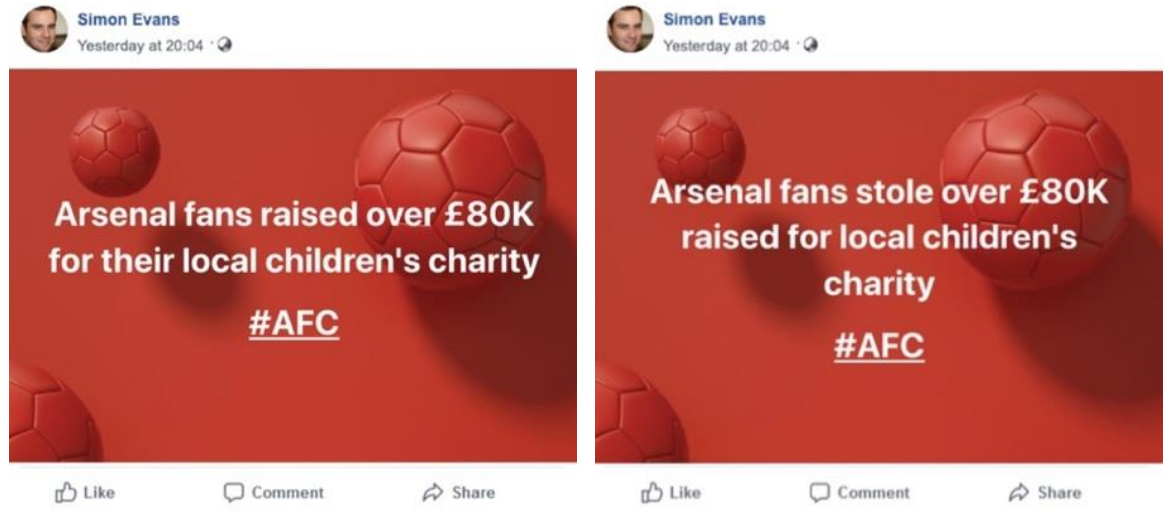 Simon Evans
Yesterday at 20:04 ·
Arsenal fans raised over £80K
for their local children's charity
#AFC
Like Comment Share
Simon Evans
Yesterday at 20:04 ·
Arsenal fans stole over £80K
raised for local children's
charity
#AFC
Like Comment Share